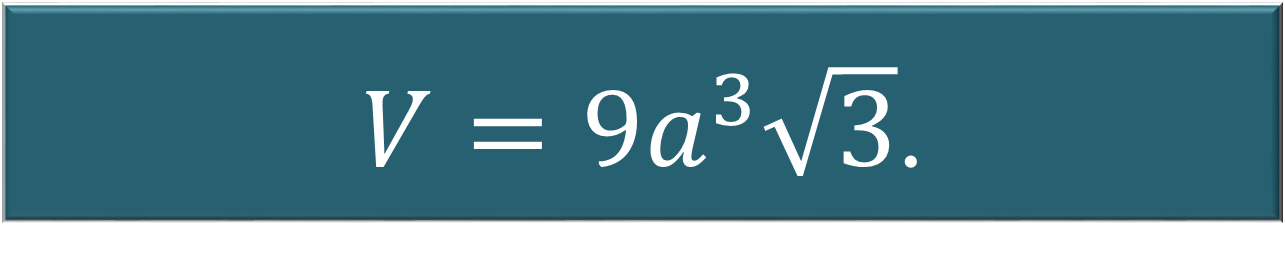 V = 9a³√3.